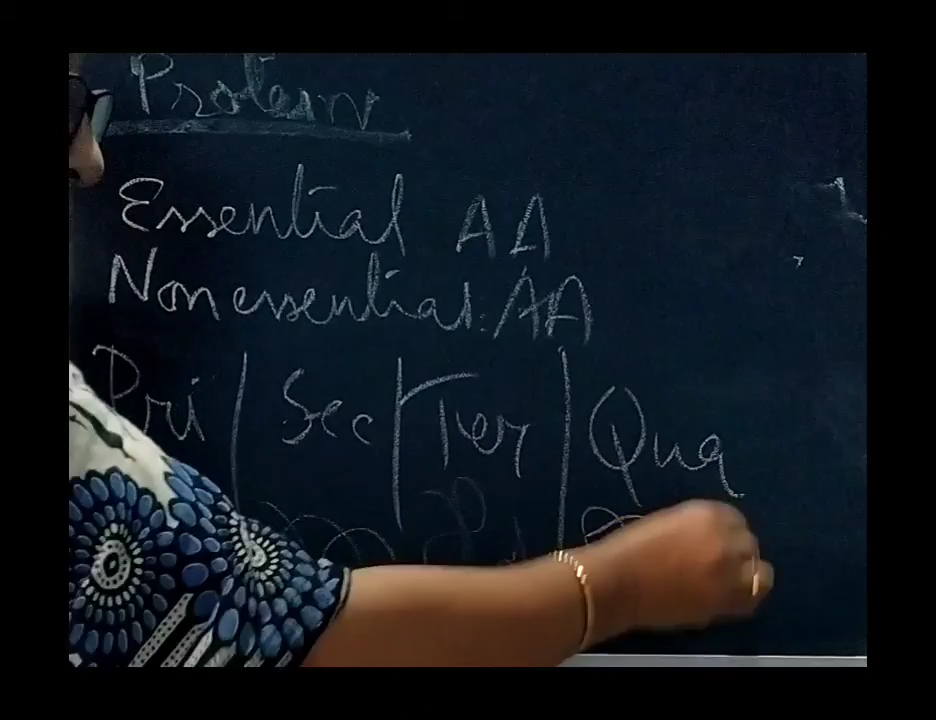 Protein
Essential AA
Nonessential AA
Pri | Sec | Ter | Qua